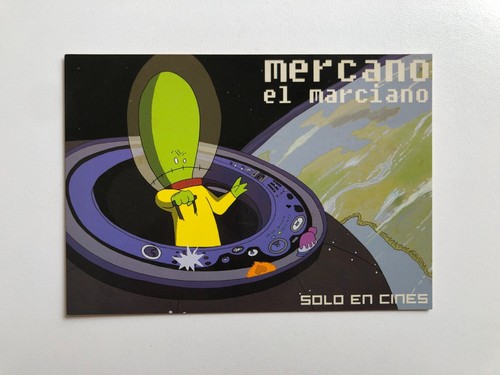 mercano
el marciano
SOLO EN CINES